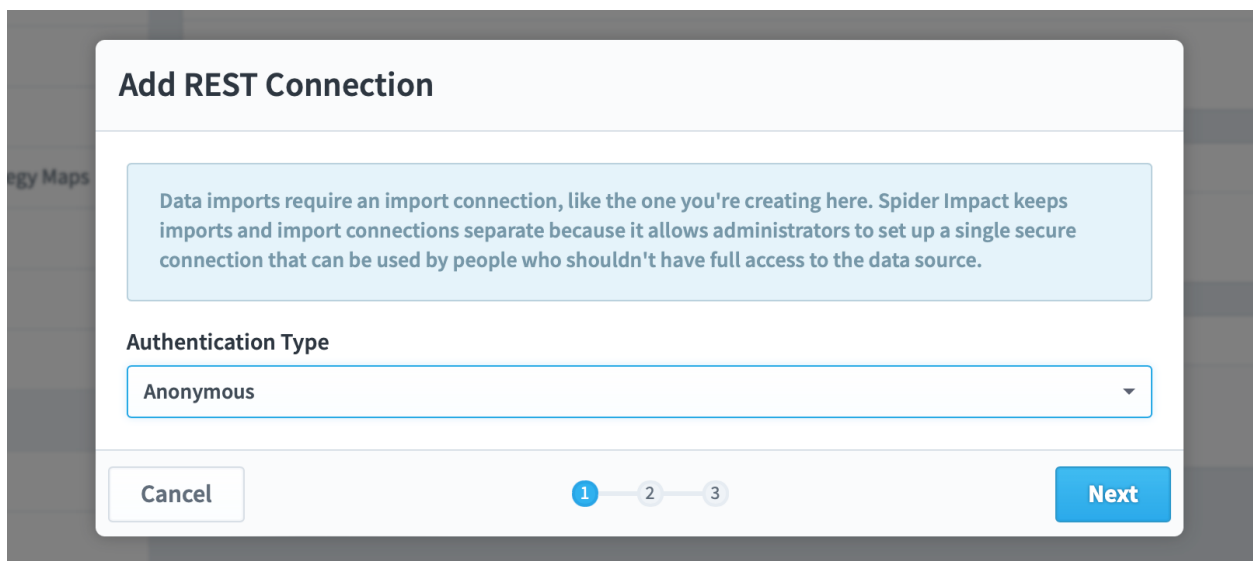 Add REST Connection
egy Maps
Data imports require an import connection, like the one you're creating here. Spider Impact keeps
imports and import connections separate because it allows administrators to set up a single secure
connection that can be used by people who shouldn't have full access to the data source.
Authentication Type
Anonymous
Cancel
1
2
3
Next